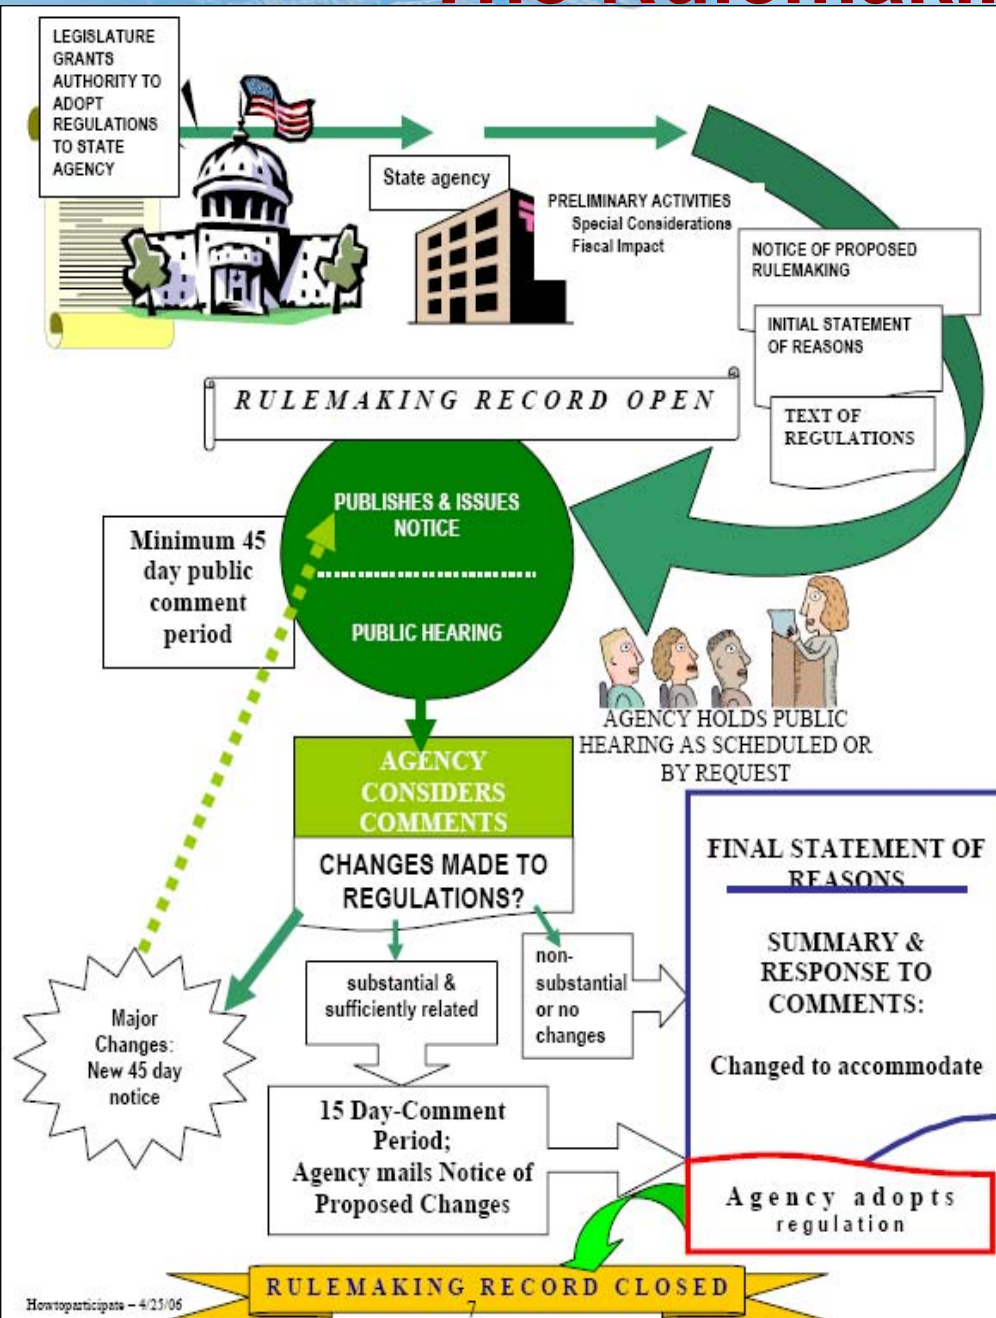 LEGISLATURE
GRANTS
AUTHORITY TO
ADOPT
REGULATIONS
TO STATE
AGENCY
State agency
PRELIMINARY ACTIVITIES
Special Considerations
Fiscal Impact
NOTICE OF PROPOSED
RULEMAKING
INITIAL STATEMENT
OF REASONS
TEXT OF
REGULATIONS
RULEMAKING RECORD OPEN
PUBLISHES & ISSUES
NOTICE
PUBLIC HEARING
Minimum 45
day public
comment
period
AGENCY HOLDS PUBLIC
HEARING AS SCHEDULED OR
BY REQUEST
AGENCY
CONSIDERS
COMMENTS
CHANGES MADE TO
REGULATIONS?
Major
Changes:
New 45 day
notice
substantial &
sufficiently related
non-
substantial
or no
changes
15 Day-Comment
Period;
Agency mails Notice of
Proposed Changes
FINAL STATEMENT OF
REASONS
SUMMARY &
RESPONSE TO
COMMENTS:
Changed to accommodate
Agency adopts
regulation
RULEMAKING RECORD CLOSED
7
Howtoparticipate – 4/25/06